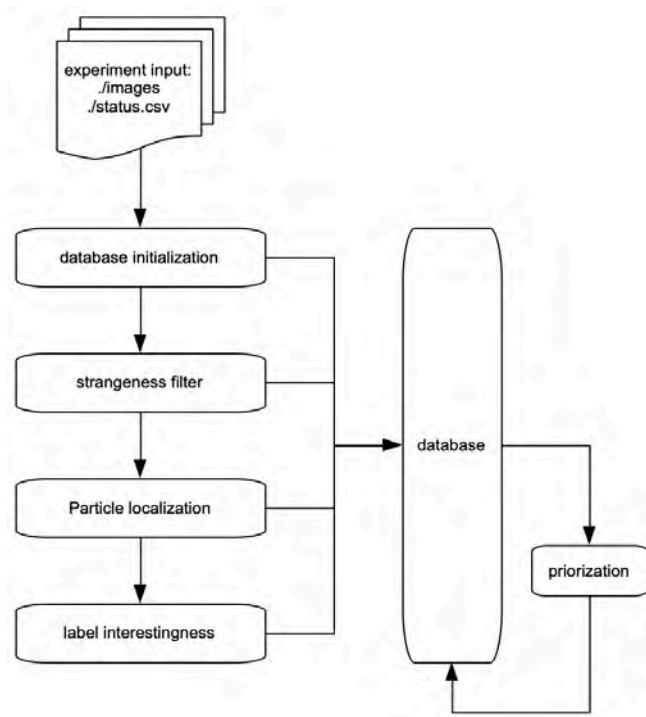 experiment input:
./images
./status.csv
database initialization
strangeness filter
Particle localization
label interestingness
database
priorization